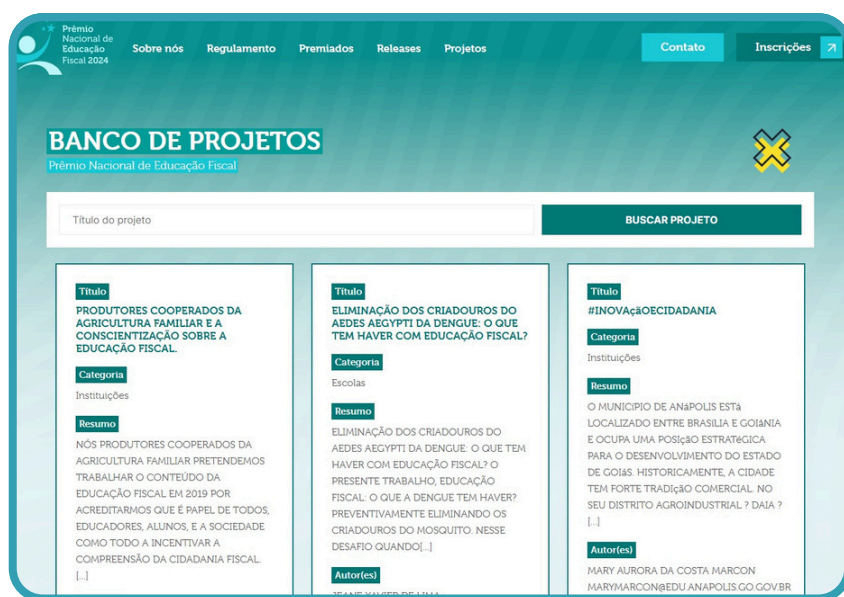 Prêmio
Nacional de
Educação
Fiscal 2024
Sobre nós
Regulamento
Premiados
Releases
Projetos
Contato
Inscrições
BANCO DE PROJETOS
Prêmio Nacional de Educação Fiscal
Título do projeto
BUSCAR PROJETO
Título
PRODUTORES COOPERADOS DA
AGRICULTURA FAMILIAR E A
CONSCIENTIZAÇÃO SOBRE A
EDUCAÇÃO FISCAL.
Categoria
Instituições
Resumo
NÓS PRODUTORES COOPERADOS DA
AGRICULTURA FAMILIAR PRETENDEMOS
TRABALHAR O CONTEÚDO DA
EDUCAÇÃO FISCAL EM 2019 POR
ACREDITARMOS QUE É PAPEL DE TODOS,
EDUCADORES, ALUNOS, E A SOCIEDADE
COMO TODO A INCENTIVAR A
COMPREENSÃO DA CIDADANIA FISCAL.
[...]
Título
ELIMINAÇÃO DOS CRIADOUROS DO
AEDES AEGYPTI DA DENGUE: O QUE
TEM HAVER COM EDUCAÇÃO FISCAL?
Categoria
Escolas
Resumo
ELIMINAÇÃO DOS CRIADOUROS DO
AEDES AEGYPTI DA DENGUE: O QUE TEM
HAVER COM EDUCAÇÃO FISCAL? O
PRESENTE TRABALHO, EDUCAÇÃO
FISCAL: O QUE A DENGUE TEM HAVER?
PREVENTIVAMENTE ELIMINANDO OS
CRIADOUROS DO MOSQUITO. NESSE
DESAFIO QUANDO[...]
Autor(es)
JEANE XAVIER DE LIMA
Título
#INOVAçãOECIDADANIA
Categoria
Instituições
Resumo
O MUNICíPIO DE ANáPOLIS ESTá
LOCALIZADO ENTRE BRASíLIA E GOIâNIA
E OCUPA UMA POSIçãO ESTRATéGICA
PARA O DESENVOLVIMENTO DO ESTADO
DE GOIáS. HISTORICAMENTE, A CIDADE
TEM FORTE TRADIçãO COMERCIAL. NO
SEU DISTRITO AGROINDUSTRIAL ? DAIA ?
[...]
Autor(es)
MARY AURORA DA COSTA MARCON
MARYMARCON@EDU.ANAPOLIS.GO.GOV.BR